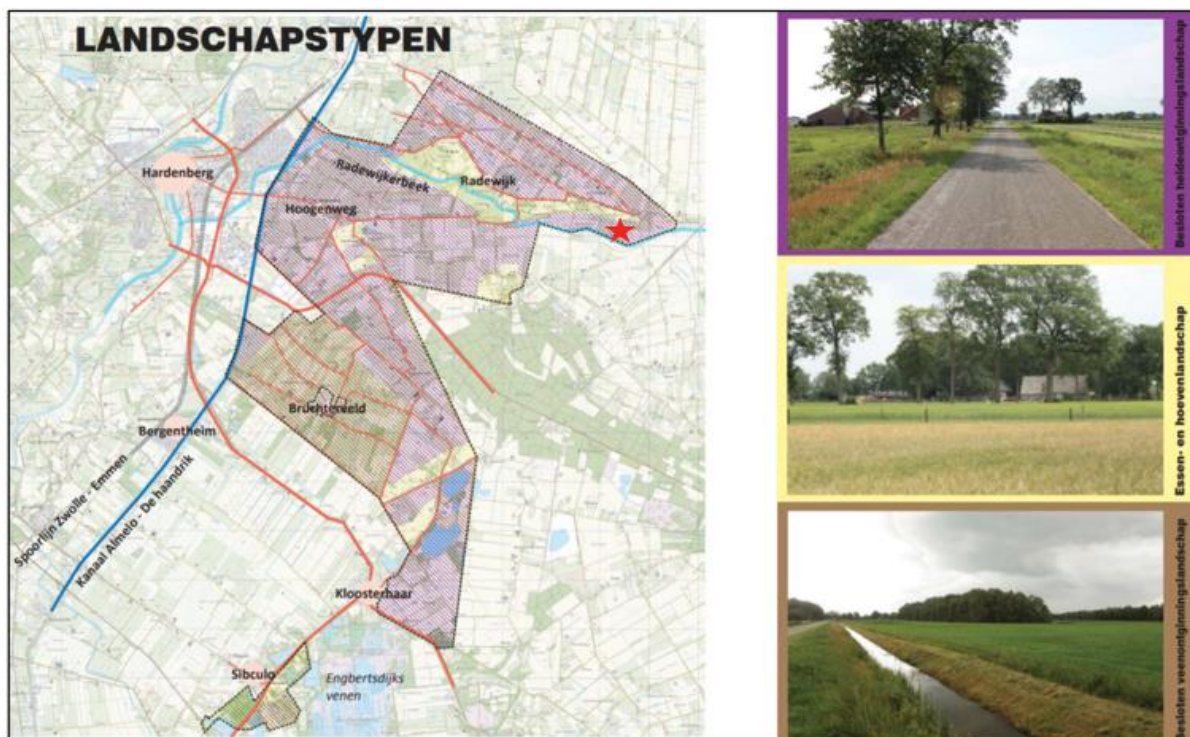 LANDSCHAPSTYPEN
Hardenberg
Radewijkerbeek
Radewijk
Hoogenweg
Bruchterveld
Bergentheim
Spoorlijn Zwolle - Emmen
Kanaal Almelo - De haandrik
Kloosterhaar
Sibculo
Engbertsdijks
venen
Besloten heideontginningslandschap
Essen- en hoevenlandschap
Besloten veenontginningslandschap